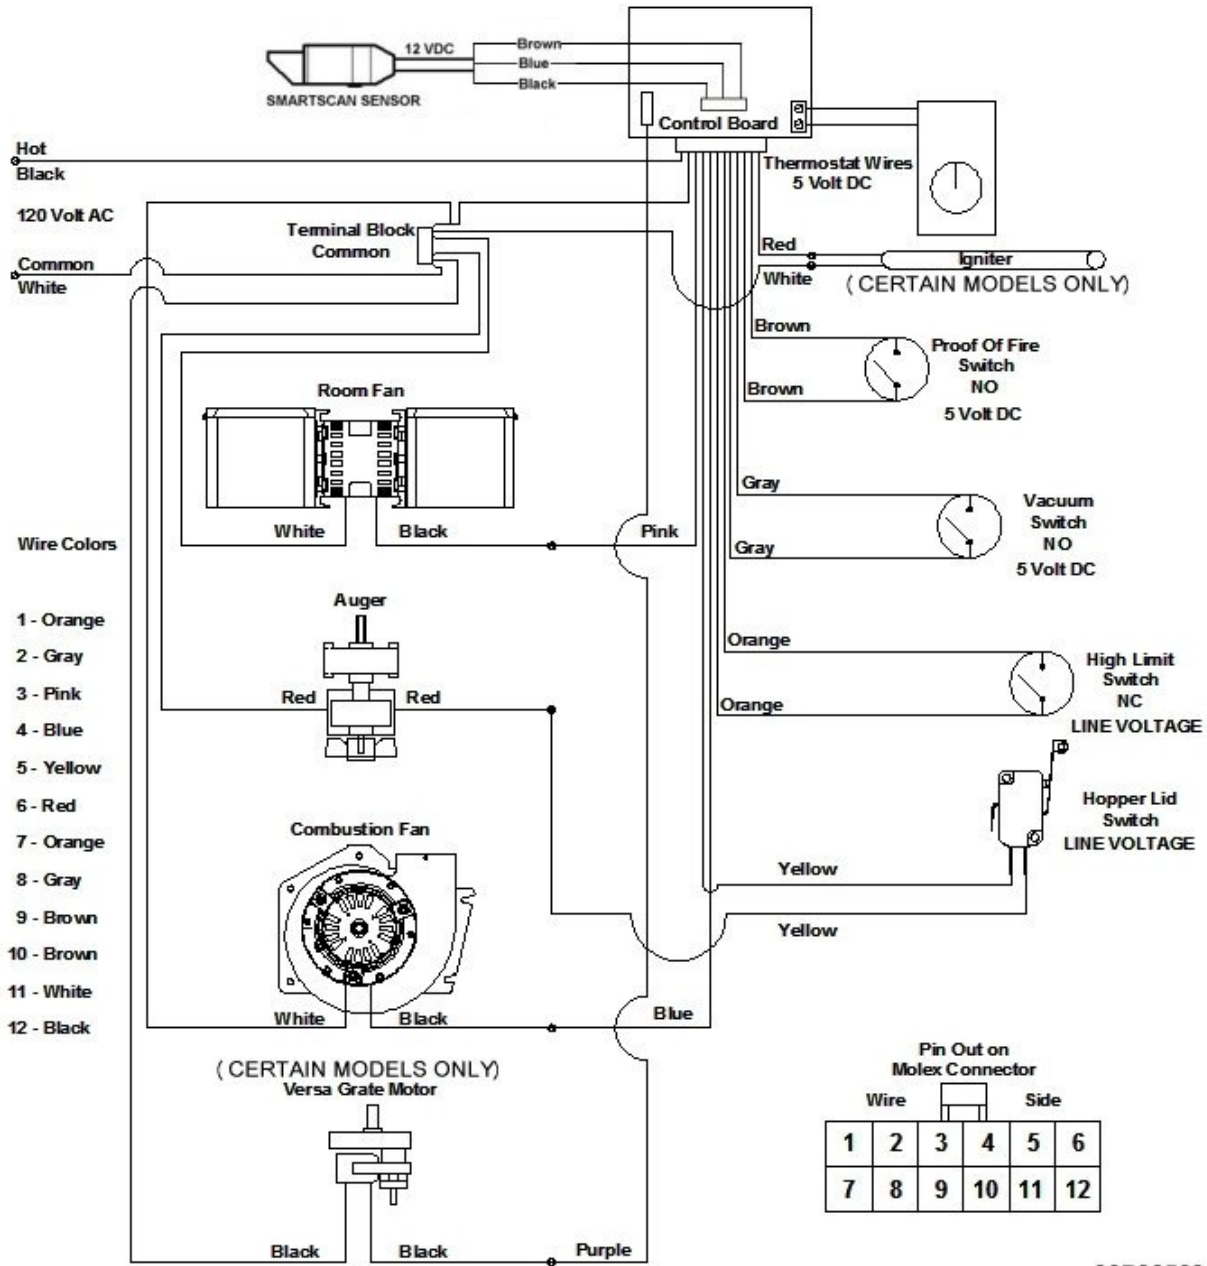 12 VDC
Brown
Blue
Black
SMARTSCAN SENSOR
Control Board
Hot
Black
Thermostat Wires
5 Volt DC
120 Volt AC
Terminal Block
Common
Common
White
Red
White
Igniter
( CERTAIN MODELS ONLY)
Brown
Brown
Proof Of Fire
Switch
NO
5 Volt DC
Room Fan
White
Black
Pink
Gray
Gray
Vacuum
Switch
NO
5 Volt DC
Wire Colors
1 - Orange
2 - Gray
3 - Pink
4 - Blue
5 - Yellow
6 - Red
7 - Orange
8 - Gray
9 - Brown
10 - Brown
11 - White
12 - Black
Auger
Red
Red
Orange
Orange
High Limit
Switch
NC
LINE VOLTAGE
Hopper Lid
Switch
LINE VOLTAGE
Yellow
Yellow
Combustion Fan
White
Black
Blue
( CERTAIN MODELS ONLY)
Versa Grate Motor
Black
Black
Purple
Pin Out on
Molex Connector
Wire Side
1 2 3 4 5 6
7 8 9 10 11 12